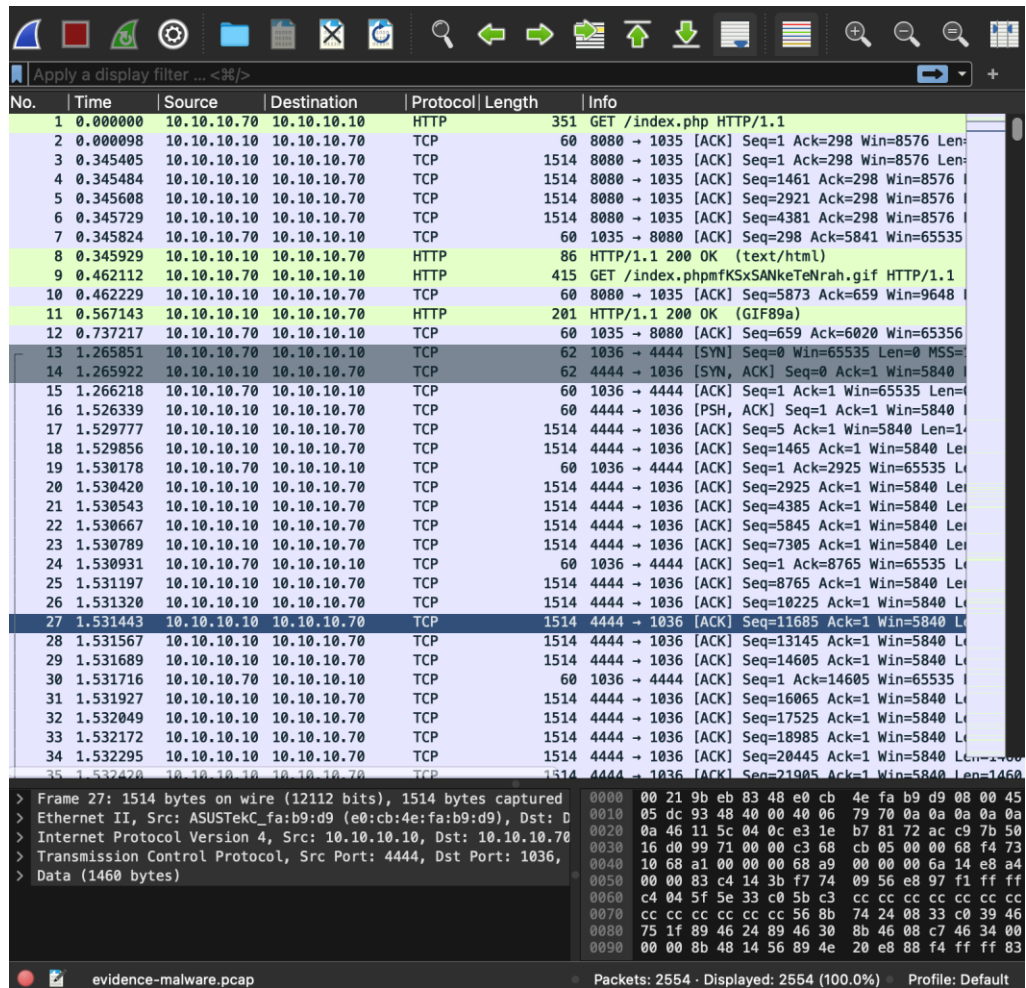 Apply a display filter ... <⌘/>
No. Time Source Destination Protocol Length Info
1 0.000000 10.10.10.70 10.10.10.10 HTTP 351 GET /index.php HTTP/1.1
2 0.000098 10.10.10.10 10.10.10.70 TCP 60 8080 → 1035 [ACK] Seq=1 Ack=298 Win=8576 Len=
3 0.345405 10.10.10.10 10.10.10.70 TCP 1514 8080 → 1035 [ACK] Seq=1 Ack=298 Win=8576 Len=
4 0.345484 10.10.10.10 10.10.10.70 TCP 1514 8080 → 1035 [ACK] Seq=1461 Ack=298 Win=8576
5 0.345608 10.10.10.10 10.10.10.70 TCP 1514 8080 → 1035 [ACK] Seq=2921 Ack=298 Win=8576
6 0.345729 10.10.10.10 10.10.10.70 TCP 1514 8080 → 1035 [ACK] Seq=4381 Ack=298 Win=8576
7 0.345824 10.10.10.70 10.10.10.10 TCP 60 1035 → 8080 [ACK] Seq=298 Ack=5841 Win=65535
8 0.345929 10.10.10.10 10.10.10.70 HTTP 86 HTTP/1.1 200 OK (text/html)
9 0.462112 10.10.10.70 10.10.10.10 HTTP 415 GET /index.phpmfKSxSANkeTeNrah.gif HTTP/1.1
10 0.462229 10.10.10.10 10.10.10.70 TCP 60 8080 → 1035 [ACK] Seq=5873 Ack=659 Win=9648
11 0.567143 10.10.10.10 10.10.10.70 HTTP 201 HTTP/1.1 200 OK (GIF89a)
12 0.737217 10.10.10.70 10.10.10.10 TCP 60 1035 → 8080 [ACK] Seq=659 Ack=6020 Win=65356
13 1.265851 10.10.10.70 10.10.10.10 TCP 62 1036 → 4444 [SYN] Seq=0 Win=65535 Len=0 MSS=
14 1.265922 10.10.10.10 10.10.10.70 TCP 62 4444 → 1036 [SYN, ACK] Seq=0 Ack=1 Win=5840
15 1.266218 10.10.10.70 10.10.10.10 TCP 60 1036 → 4444 [ACK] Seq=1 Ack=1 Win=65535 Len=
16 1.526339 10.10.10.10 10.10.10.70 TCP 60 4444 → 1036 [PSH, ACK] Seq=1 Ack=1 Win=5840
17 1.529777 10.10.10.10 10.10.10.70 TCP 1514 4444 → 1036 [ACK] Seq=5 Ack=1 Win=5840 Len=14
18 1.529856 10.10.10.10 10.10.10.70 TCP 1514 4444 → 1036 [ACK] Seq=1465 Ack=1 Win=5840
19 1.530178 10.10.10.70 10.10.10.10 TCP 60 1036 → 4444 [ACK] Seq=1 Ack=2925 Win=65535
20 1.530420 10.10.10.10 10.10.10.70 TCP 1514 4444 → 1036 [ACK] Seq=2925 Ack=1 Win=5840
21 1.530543 10.10.10.10 10.10.10.70 TCP 1514 4444 → 1036 [ACK] Seq=4385 Ack=1 Win=5840
22 1.530667 10.10.10.10 10.10.10.70 TCP 1514 4444 → 1036 [ACK] Seq=5845 Ack=1 Win=5840
23 1.530789 10.10.10.10 10.10.10.70 TCP 1514 4444 → 1036 [ACK] Seq=7305 Ack=1 Win=5840
24 1.530931 10.10.10.70 10.10.10.10 TCP 60 1036 → 4444 [ACK] Seq=1 Ack=8765 Win=65535
25 1.531197 10.10.10.10 10.10.10.70 TCP 1514 4444 → 1036 [ACK] Seq=8765 Ack=1 Win=5840
26 1.531320 10.10.10.10 10.10.10.70 TCP 1514 4444 → 1036 [ACK] Seq=10225 Ack=1 Win=5840
27 1.531443 10.10.10.10 10.10.10.70 TCP 1514 4444 → 1036 [ACK] Seq=11685 Ack=1 Win=5840
28 1.531567 10.10.10.10 10.10.10.70 TCP 1514 4444 → 1036 [ACK] Seq=13145 Ack=1 Win=5840
29 1.531689 10.10.10.10 10.10.10.70 TCP 1514 4444 → 1036 [ACK] Seq=14605 Ack=1 Win=5840
30 1.531716 10.10.10.70 10.10.10.10 TCP 60 1036 → 4444 [ACK] Seq=1 Ack=14605 Win=65535
31 1.531927 10.10.10.10 10.10.10.70 TCP 1514 4444 → 1036 [ACK] Seq=16065 Ack=1 Win=5840
32 1.532049 10.10.10.10 10.10.10.70 TCP 1514 4444 → 1036 [ACK] Seq=17525 Ack=1 Win=5840
33 1.532172 10.10.10.10 10.10.10.70 TCP 1514 4444 → 1036 [ACK] Seq=18985 Ack=1 Win=5840
34 1.532295 10.10.10.10 10.10.10.70 TCP 1514 4444 → 1036 [ACK] Seq=20445 Ack=1 Win=5840 Len=1460
35 1.532420 10.10.10.10 10.10.10.70 TCP 1514 4444 → 1036 [ACK] Seq=21905 Ack=1 Win=5840 Len=1460
> Frame 27: 1514 bytes on wire (12112 bits), 1514 bytes captured
> Ethernet II, Src: ASUSTekC_fa:b9:d9 (e0:cb:4e:fa:b9:d9), Dst: D
> Internet Protocol Version 4, Src: 10.10.10.10, Dst: 10.10.10.70
> Transmission Control Protocol, Src Port: 4444, Dst Port: 1036,
> Data (1460 bytes)
0000 00 21 9b eb 83 48 e0 cb 4e fa b9 d9 08 00 45
0010 05 dc 93 48 40 00 40 06 79 70 0a 0a 0a 0a 0a
0020 0a 46 11 5c 04 0c e3 1e b7 81 72 ac c9 7b 50
0030 16 d0 99 71 00 00 c3 68 cb 05 00 00 68 f4 73
0040 10 68 a1 00 00 00 68 a9 00 00 00 6a 14 e8 a4
0050 00 00 83 c4 14 3b f7 74 09 56 e8 97 f1 ff ff
0060 c4 04 5f 5e 33 c0 5b c3 cc cc cc cc cc cc cc
0070 cc cc cc cc cc cc 56 8b 74 24 08 33 c0 39 46
0080 75 1f 89 46 24 89 46 30 8b 46 08 c7 46 34 00
0090 00 00 8b 48 14 56 89 4e 20 e8 88 f4 ff ff 83
evidence-malware.pcap Packets: 2554 · Displayed: 2554 (100.0%) Profile: Default